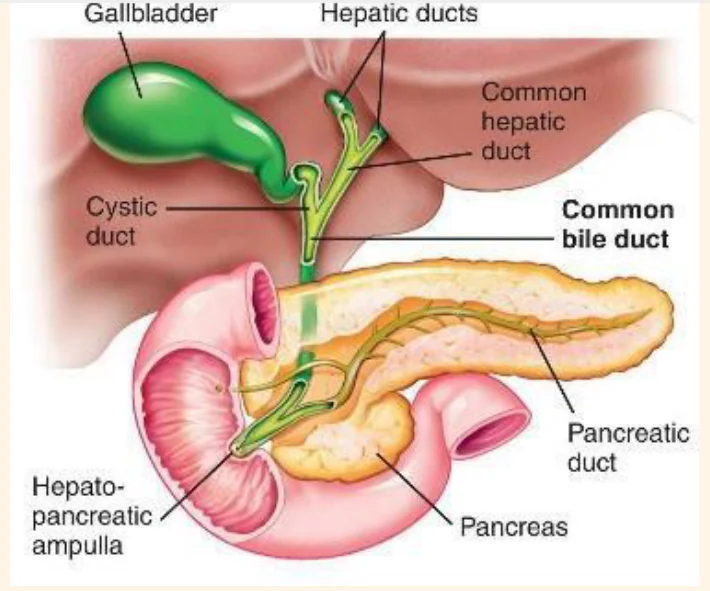 Gallbladder
Hepatic ducts
Common
hepatic
duct
Cystic
duct
Common
bile duct
Pancreatic
duct
Hepato-
pancreatic
ampulla
Pancreas